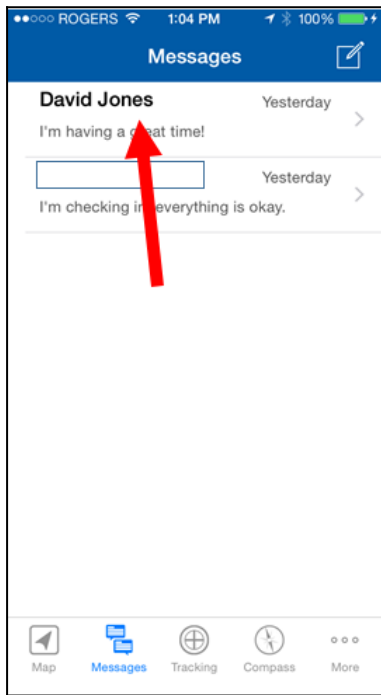 ROGERS 1:04 PM 100%
Messages
David Jones Yesterday
I'm having a great time!
Yesterday
I'm checking in everything is okay.
Map Messages Tracking Compass More